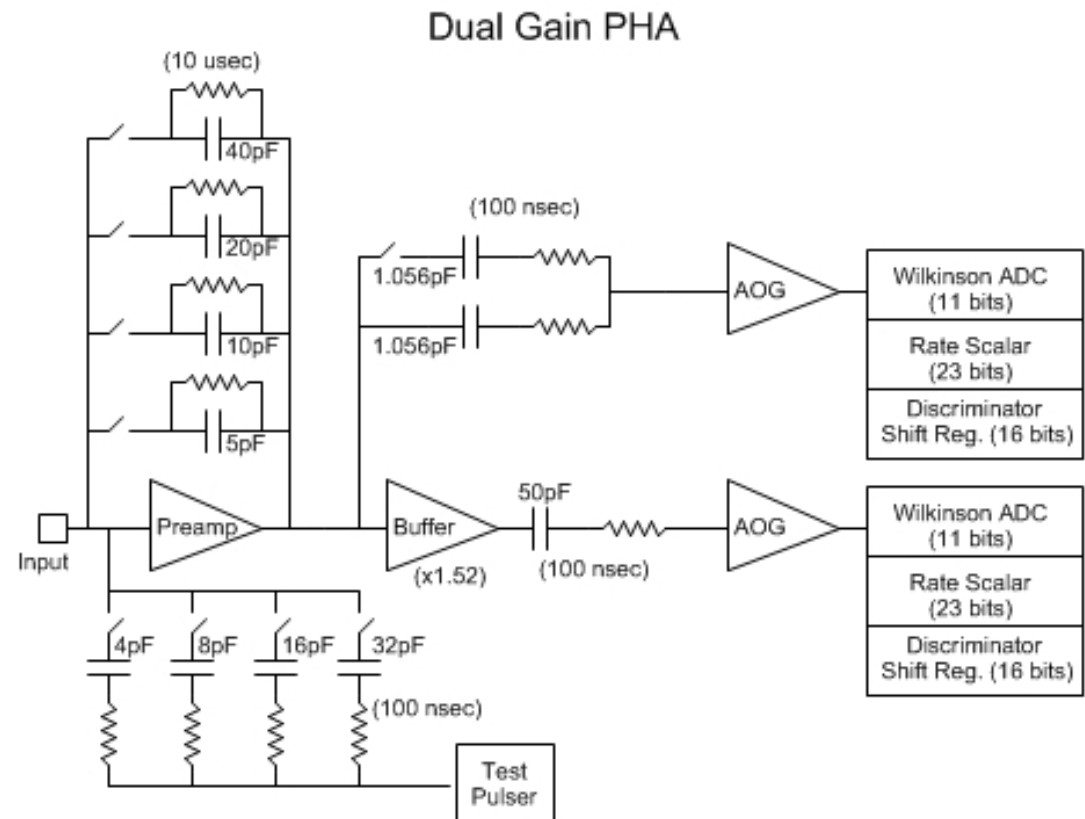 Dual Gain PHA
(10 usec)
40pF
20pF
10pF
5pF
(100 nsec)
1.056pF
1.056pF
AOG
Wilkinson ADC
(11 bits)
Rate Scalar
(23 bits)
Discriminator
Shift Reg. (16 bits)
Input
Preamp
Buffer
(x1.52)
50pF
(100 nsec)
AOG
Wilkinson ADC
(11 bits)
Rate Scalar
(23 bits)
Discriminator
Shift Reg. (16 bits)
4pF
8pF
16pF
32pF
(100 nsec)
Test
Pulser